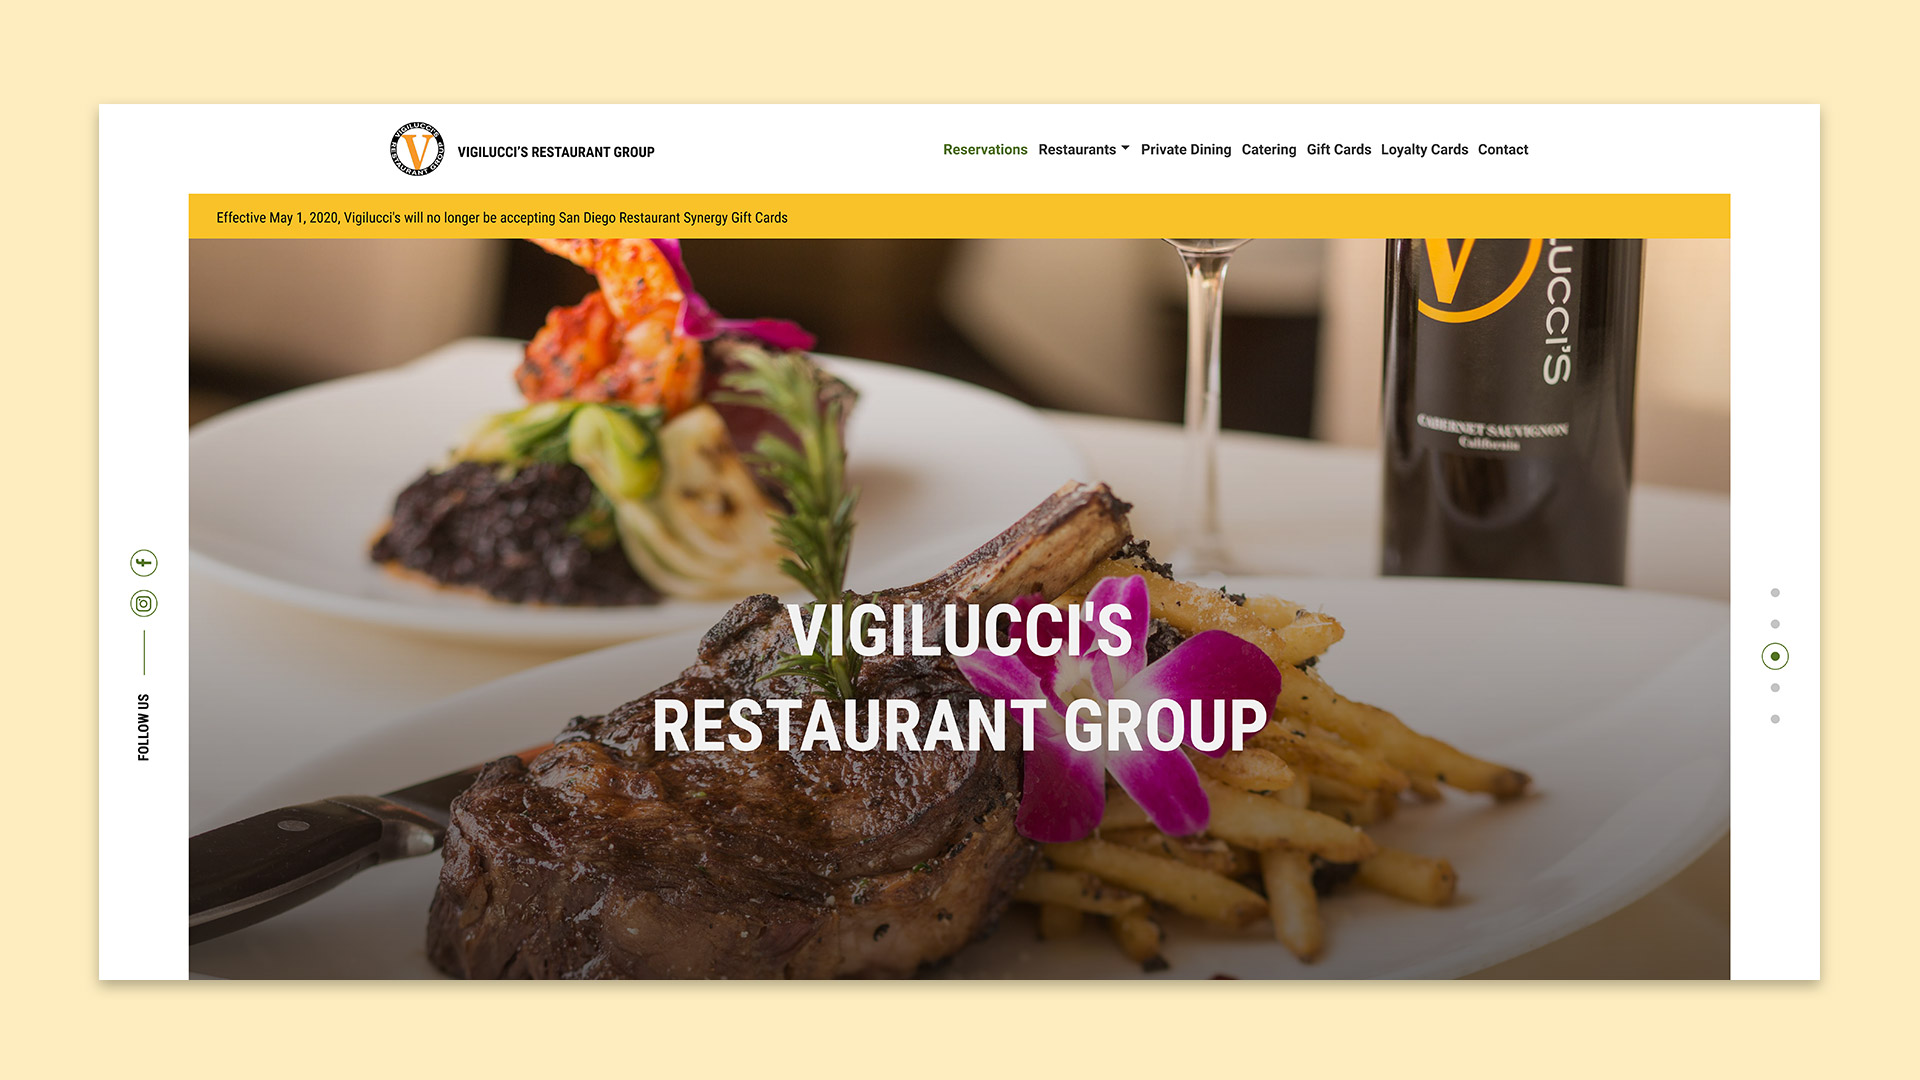 VIGILUCCI'S
RESTAURANT GROUP
VIGILUCCI'S RESTAURANT GROUP
Reservations Restaurants Private Dining Catering Gift Cards Loyalty Cards Contact
Effective May 1, 2020, Vigilucci's will no longer be accepting San Diego Restaurant Synergy Gift Cards
V
LUCCI'S
CABERNET SAUVIGNON
California
FOLLOW US
VIGILUCCI'S
RESTAURANT GROUP